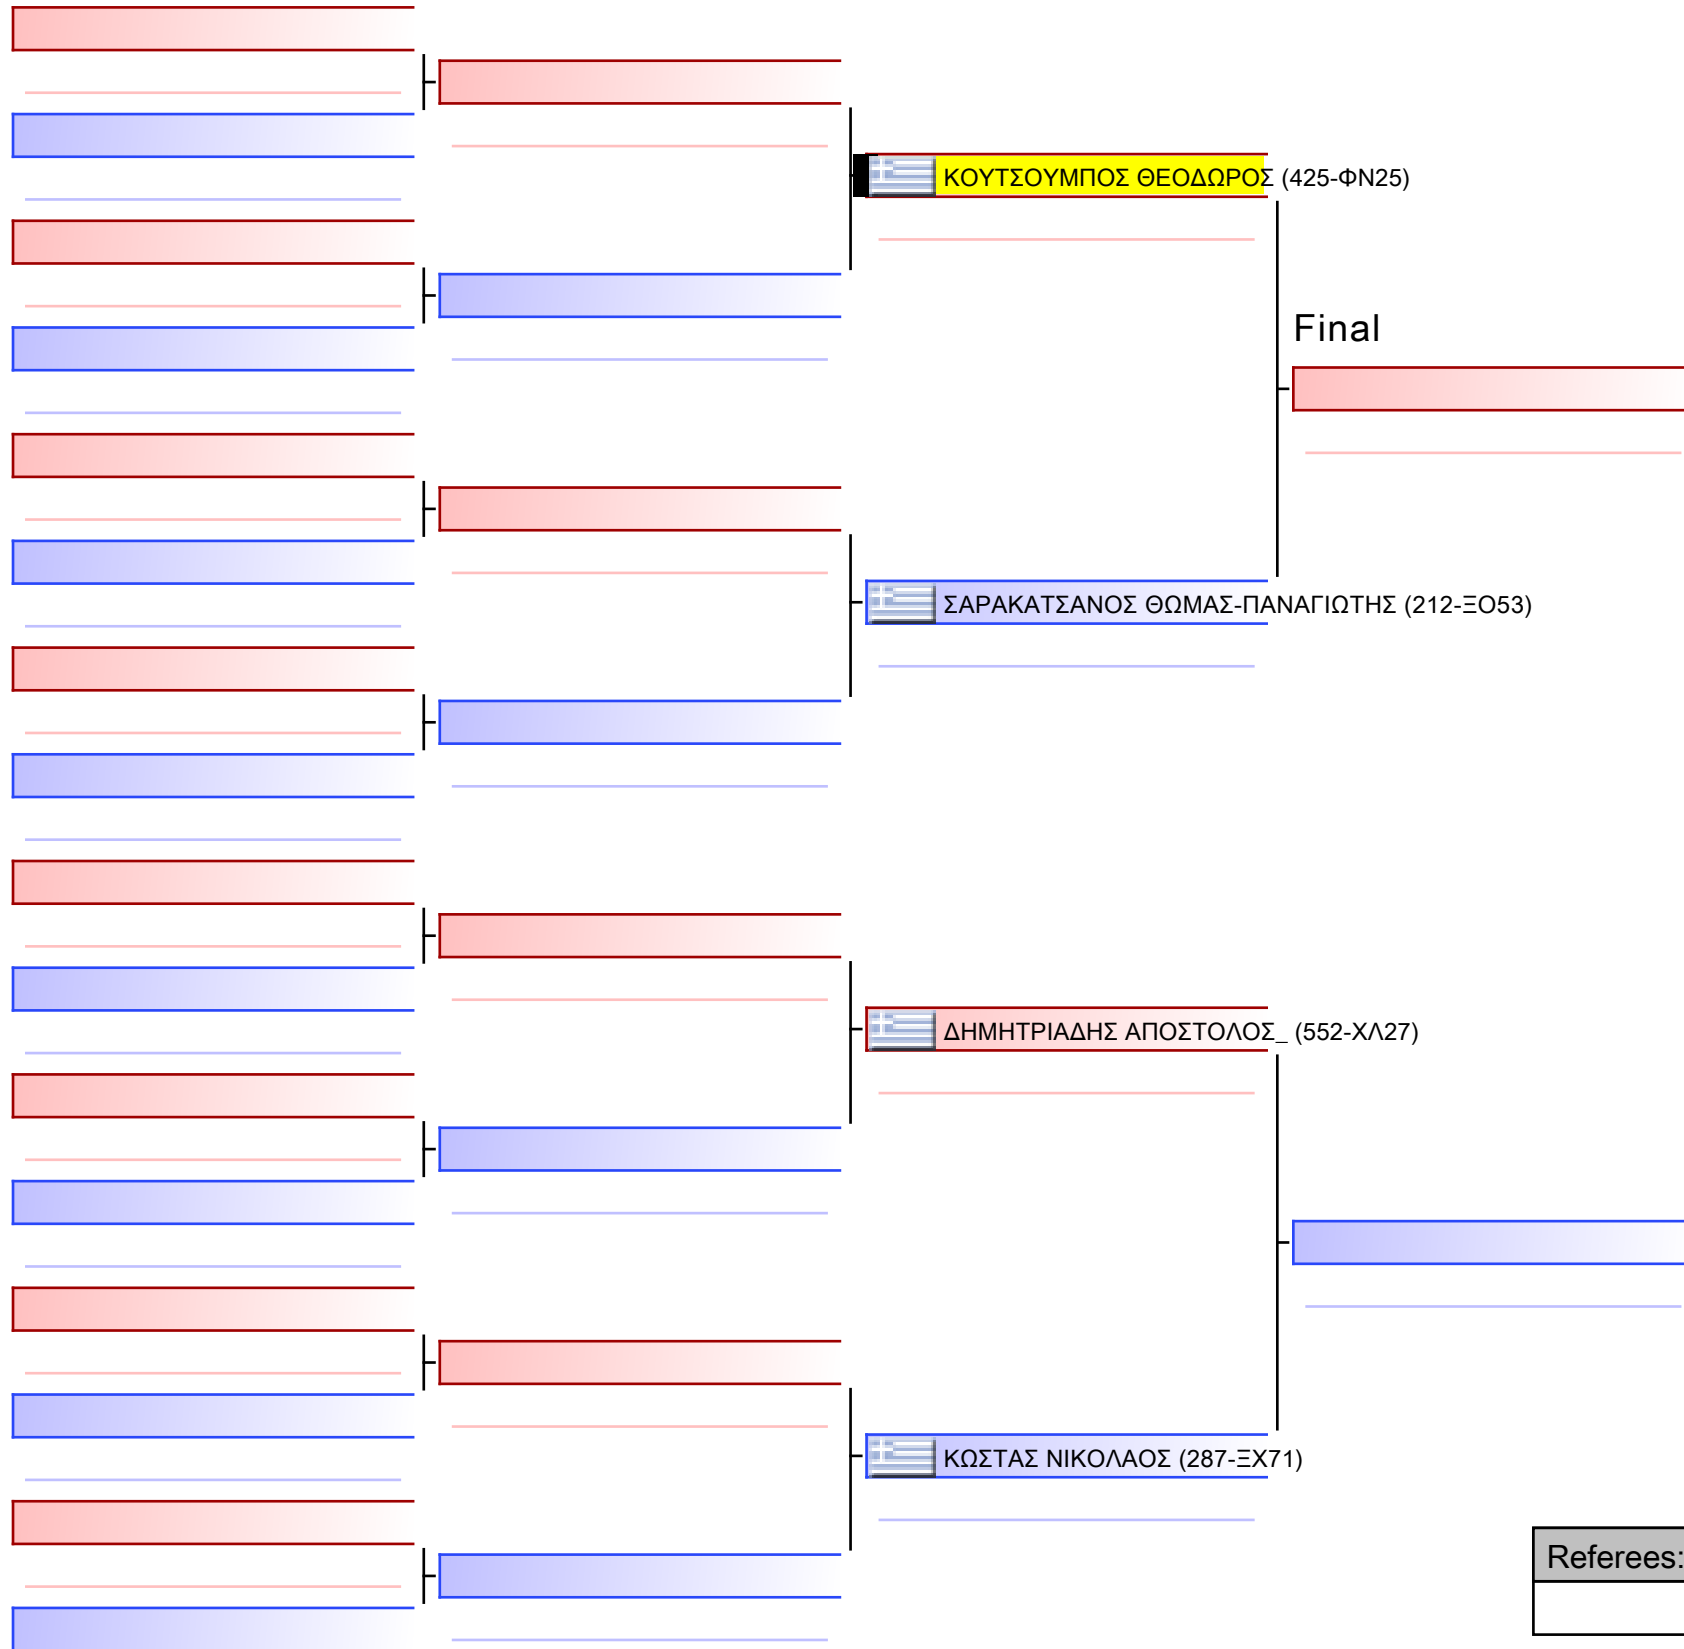 ΚΟΥΤΣΟΥΜΠΟΣ ΘΕΟΔΩΡΟΣ (425-ΦΝ25)
Final
ΣΑΡΑΚΑΤΣΑΝΟΣ ΘΩΜΑΣ-ΠΑΝΑΓΙΩΤΗΣ (212-ΞΟ53)
ΔΗΜΗΤΡΙΑΔΗΣ ΑΠΟΣΤΟΛΟΣ_ (552-ΧΛ27)
ΚΩΣΤΑΣ ΝΙΚΟΛΑΟΣ (287-ΞΧ71)
Referees: